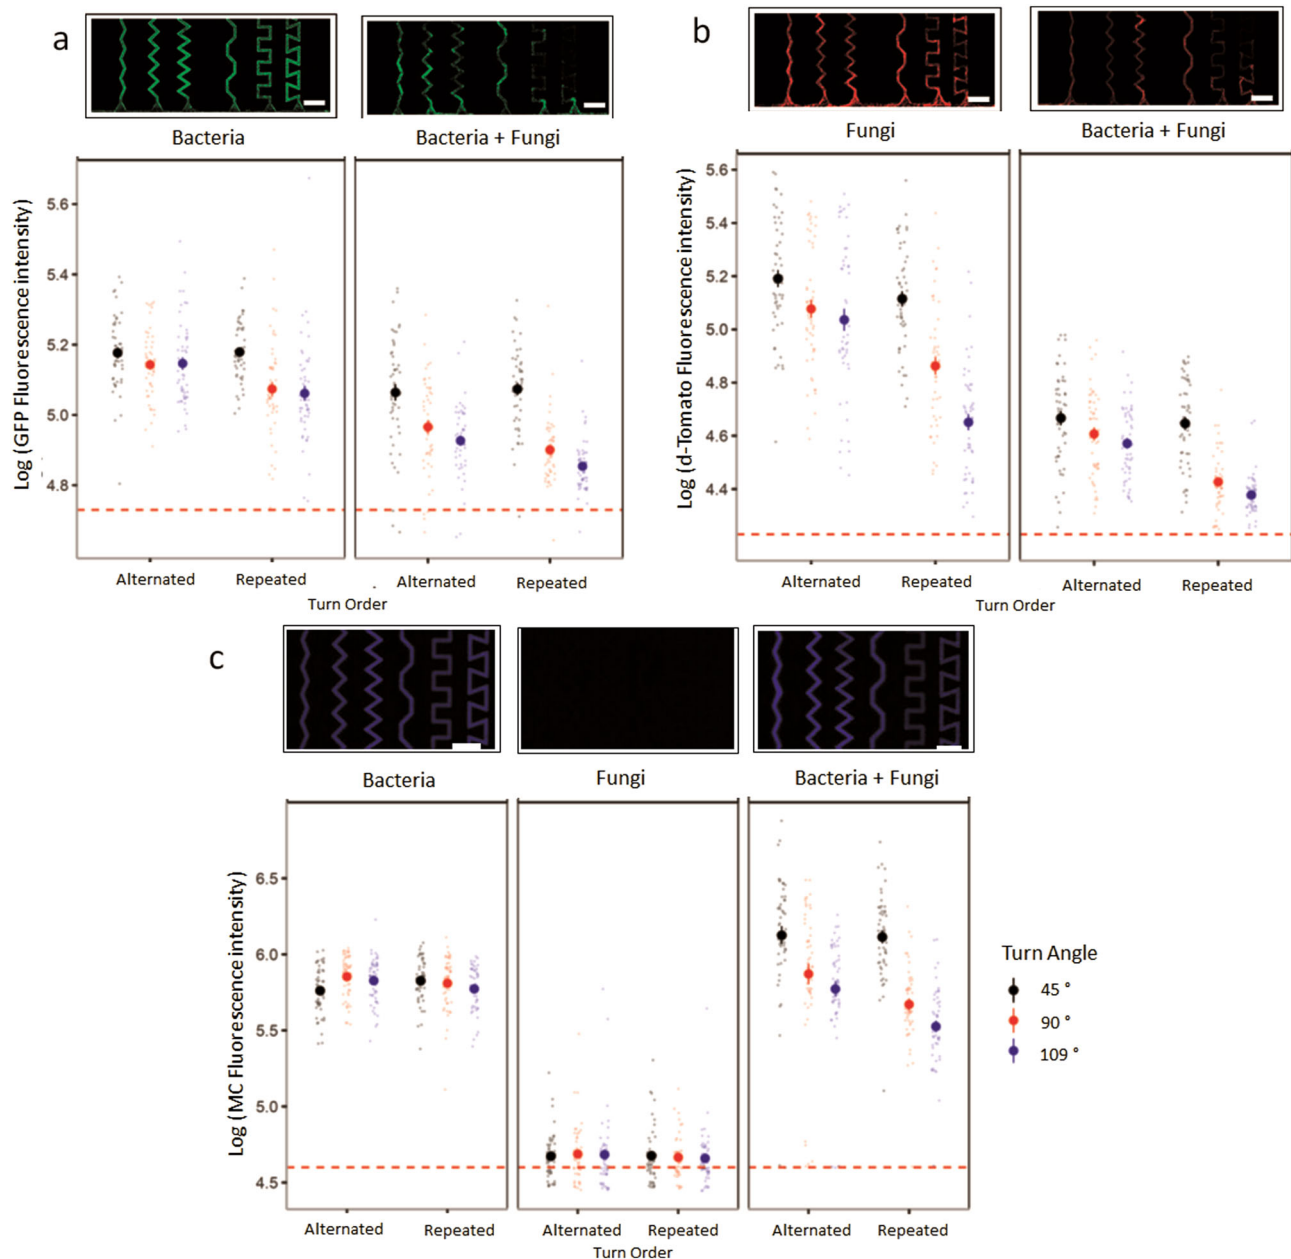 a
b
Bacteria
Bacteria + Fungi
Fungi
Bacteria + Fungi
Log (GFP Fluorescence intensity)
5.6
5.4
5.2
5.0
4.8
Alternated
Repeated
Alternated
Repeated
Turn Order
Log (d-Tomato Fluorescence intensity)
5.6
5.4
5.2
5.0
4.8
4.6
4.4
Alternated
Repeated
Alternated
Repeated
Turn Order
c
Bacteria
Fungi
Bacteria + Fungi
Log (MC Fluorescence intensity)
6.5
6.0
5.5
5.0
4.5
Alternated
Repeated
Alternated
Repeated
Alternated
Repeated
Turn Order
Turn Angle
45 °
90 °
109 °